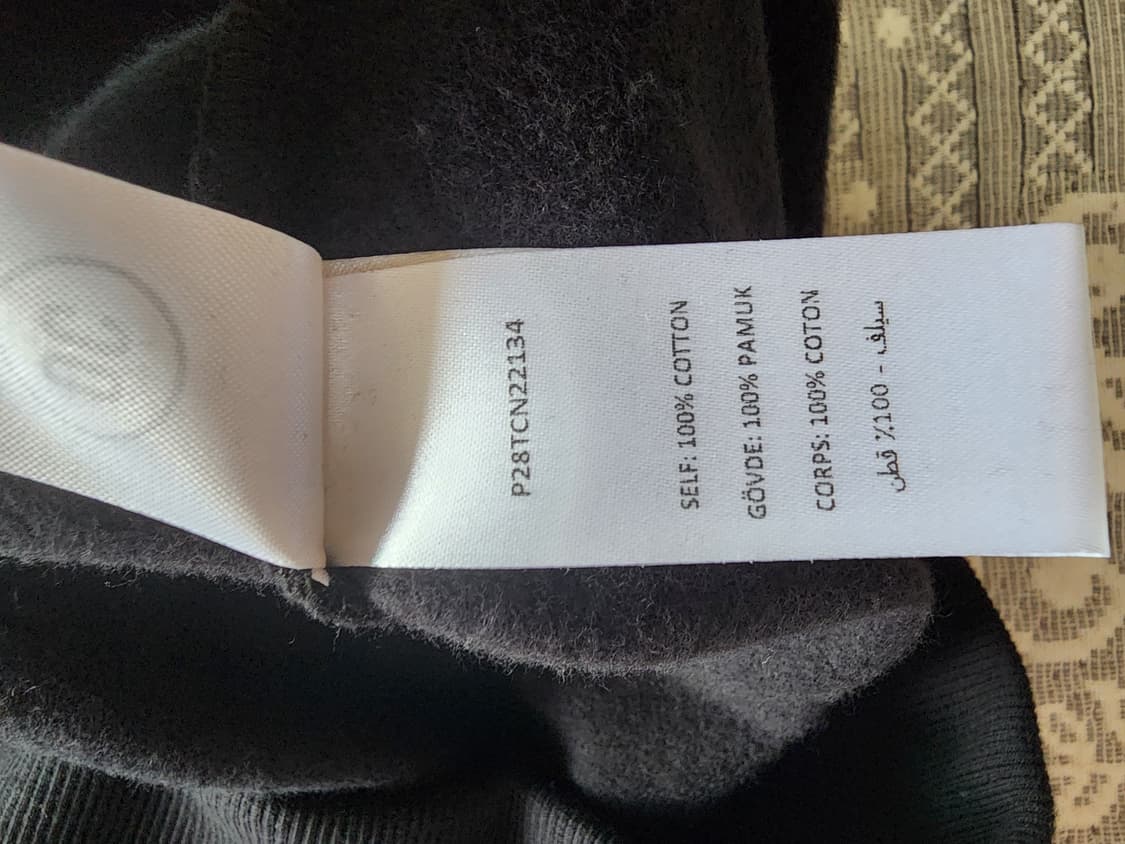 P28TCN22134
SELF: 100% COTTON
GÖVDE: 100% PAMUK
CORPS: 100% COTON
سيلف - 100٪ قطن